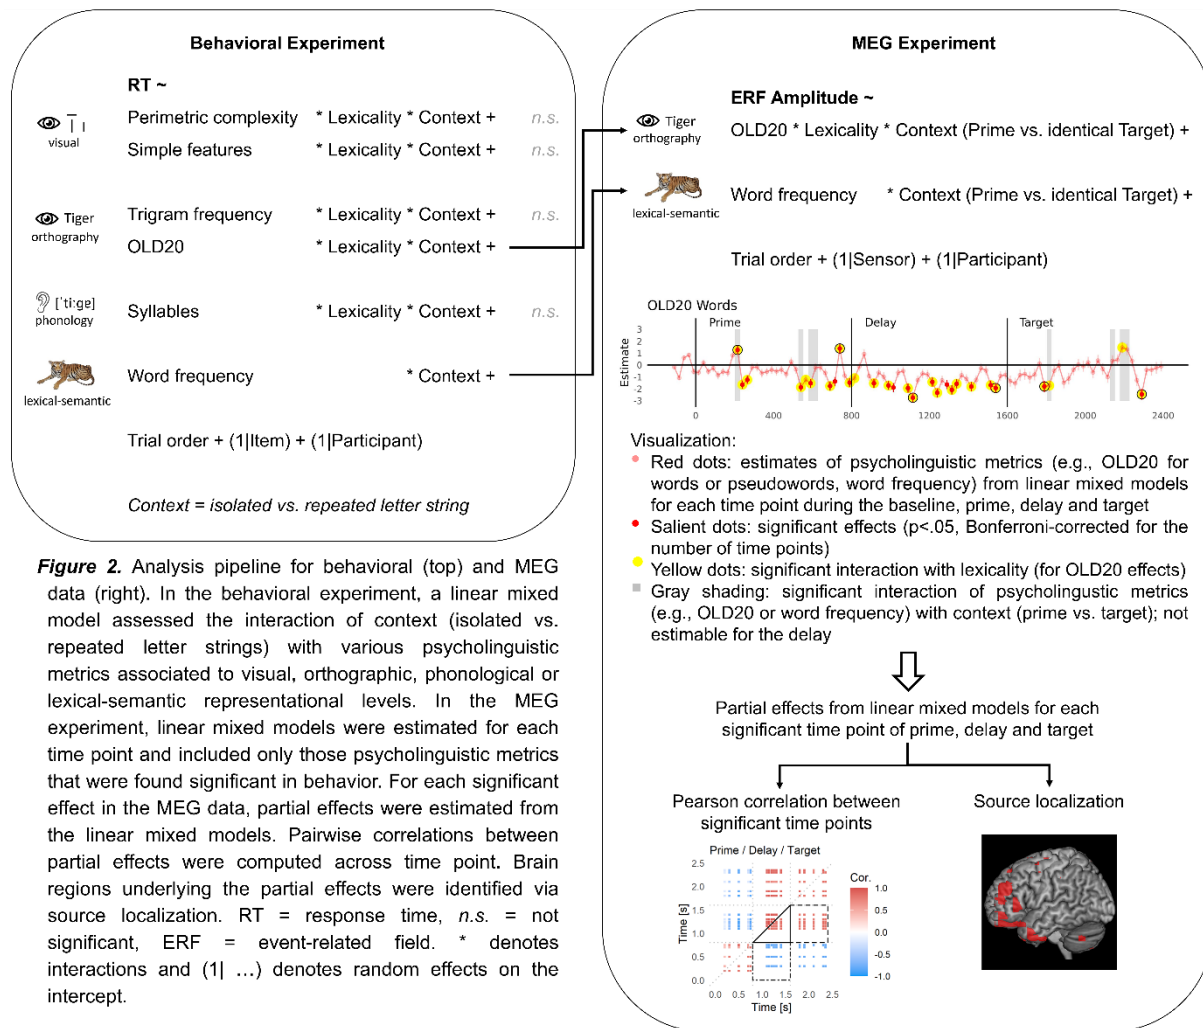 Behavioral Experiment
RT ~
Perimetric complexity * Lexicality * Context + n.s.
visual
Simple features * Lexicality * Context + n.s.
Trigram frequency * Lexicality * Context + n.s.
Tiger
orthography
OLD20 * Lexicality * Context +
Syllables * Lexicality * Context + n.s.
['ti:gɐ]
phonology
Word frequency * Context +
lexical-semantic
Trial order + (1|Item) + (1|Participant)
Context = isolated vs. repeated letter string
Figure 2. Analysis pipeline for behavioral (top) and MEG
data (right). In the behavioral experiment, a linear mixed
model assessed the interaction of context (isolated vs.
repeated letter strings) with various psycholinguistic
metrics associated to visual, orthographic, phonological or
lexical-semantic representational levels. In the MEG
experiment, linear mixed models were estimated for each
time point and included only those psycholinguistic metrics
that were found significant in behavior. For each significant
effect in the MEG data, partial effects were estimated from
the linear mixed models. Pairwise correlations between
partial effects were computed across time point. Brain
regions underlying the partial effects were identified via
source localization. RT = response time, n.s. = not
significant, ERF = event-related field. * denotes
interactions and (1| …) denotes random effects on the
intercept.
MEG Experiment
ERF Amplitude ~
Tiger
orthography
OLD20 * Lexicality * Context (Prime vs. identical Target) +
Word frequency * Context (Prime vs. identical Target) +
lexical-semantic
Trial order + (1|Sensor) + (1|Participant)
OLD20 Words
Prime Delay Target
Estimate
3
2
1
0
-1
-2
-3
0 400 800 1200 1600 2000 2400
Visualization:
Red dots: estimates of psycholinguistic metrics (e.g., OLD20 for
words or pseudowords, word frequency) from linear mixed models
for each time point during the baseline, prime, delay and target
Salient dots: significant effects (p<.05, Bonferroni-corrected for the
number of time points)
Yellow dots: significant interaction with lexicality (for OLD20 effects)
Gray shading: significant interaction of psycholingustic metrics
(e.g., OLD20 or word frequency) with context (prime vs. target); not
estimable for the delay
Partial effects from linear mixed models for each
significant time point of prime, delay and target
Pearson correlation between
significant time points
Source localization
Prime / Delay / Target
Time [s]
2.5
2.0
1.5
1.0
0.5
0.0
0.0 0.5 1.0 1.5 2.0 2.5
Time [s]
Cor.
1.0
0.5
0.0
-0.5
-1.0